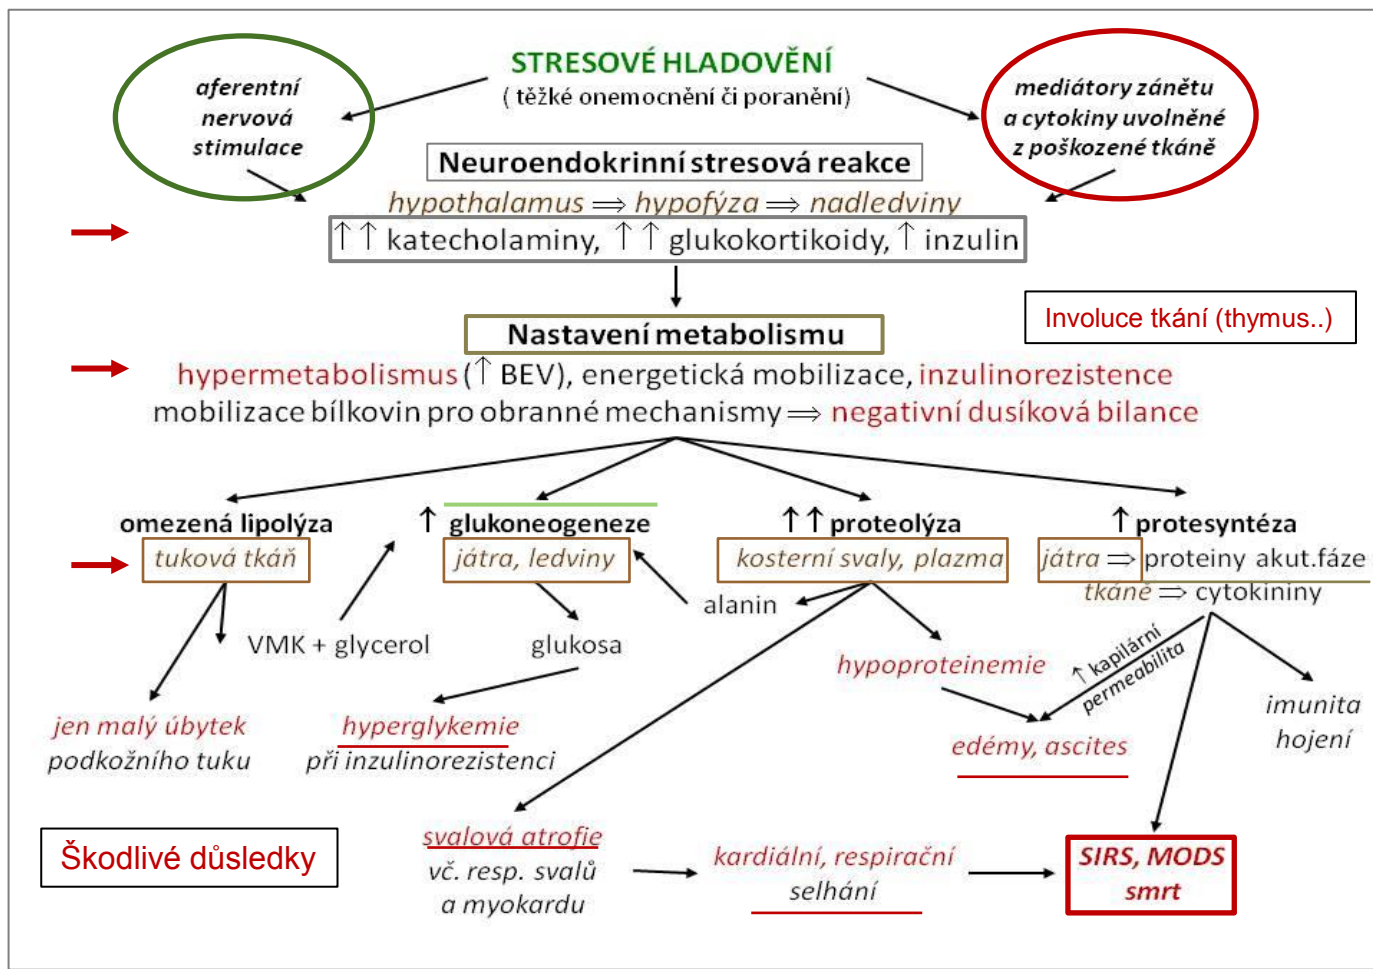 STRESOVÉ HLADOVĚNÍ
( těžké onemocnění či poranění)
aferentní
nervová
stimulace
mediátory zánětu
a cytokiny uvolněné
z poškozené tkáně
Neuroendokrinní stresová reakce
hypothalamus ⇒ hypofýza ⇒ nadledviny
↑↑ katecholaminy, ↑↑ glukokortikoidy, ↑ inzulin
Involuce tkání (thymus..)
Nastavení metabolismu
hypermetabolismus (↑ BEV), energetická mobilizace, inzulinorezistence
mobilizace bílkovin pro obranné mechanismy ⇒ negativní dusíková bilance
omezená lipolýza
tuková tkáň
↑ glukoneogeneze
játra, ledviny
↑↑ proteolýza
kosterní svaly, plazma
↑ protesyntéza
játra ⇒ proteiny akut.fáze
tkáně ⇒ cytokininy
VMK + glycerol
glukosa
alanin
hypoproteinemie
↑ kapilární
permeabilita
imunita
hojení
jen malý úbytek
podkožního tuku
hyperglykemie
při inzulinorezistenci
edémy, ascites
Škodlivé důsledky
svalová atrofie
vč. resp. svalů
a myokardu
kardiální, respirační
selhání
SIRS, MODS
smrt